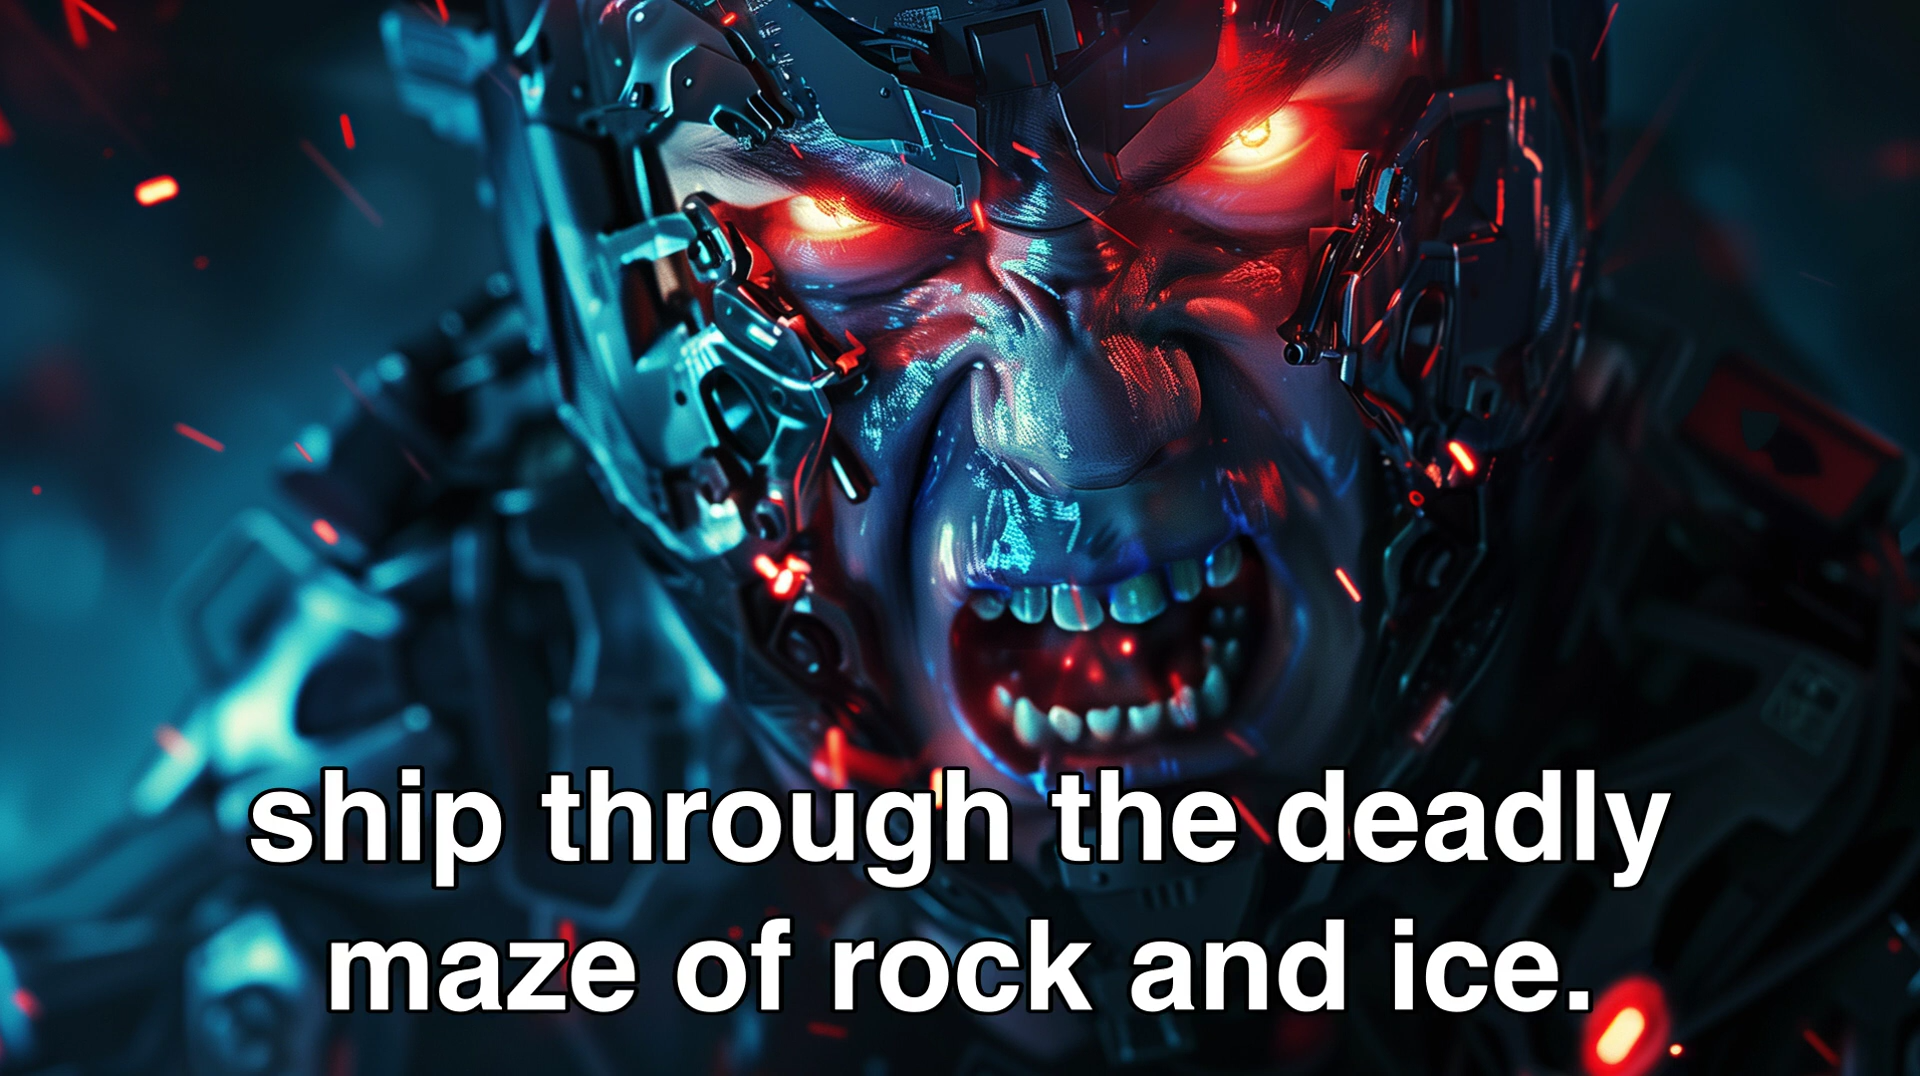 ship through the deadly
maze of rock and ice.